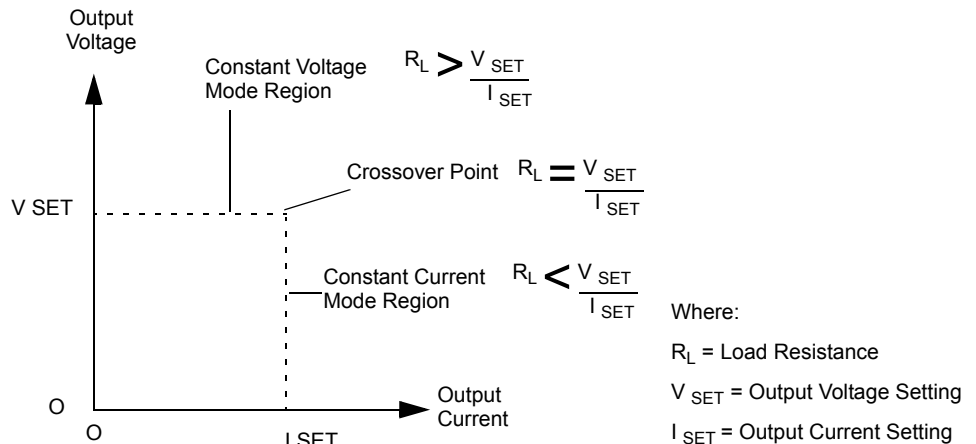 Output
Voltage
Constant Voltage
Mode Region
R_L > V SET
I SET
Crossover Point
R_L = V SET
I SET
V SET
Constant Current
Mode Region
R_L < V SET
I SET
Where:
R_L = Load Resistance
V SET = Output Voltage Setting
I SET = Output Current Setting
O
Output
Current
O
I SET